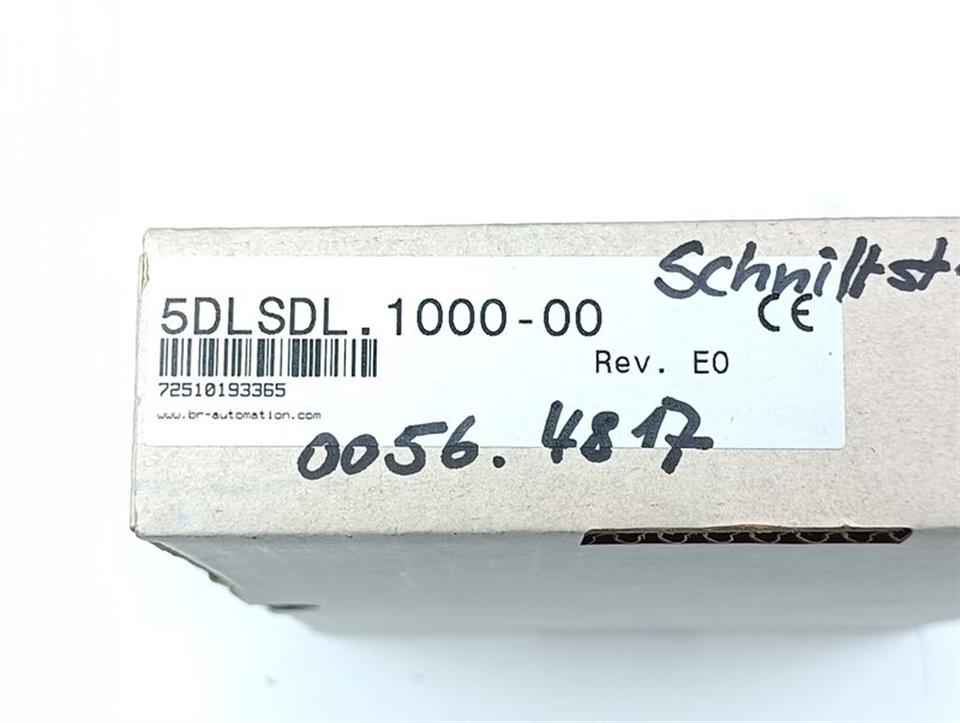 Schnittst
5DLSDL.1000-00
CE
Rev. E0
72510193365
www.br-automation.com
0056.4817